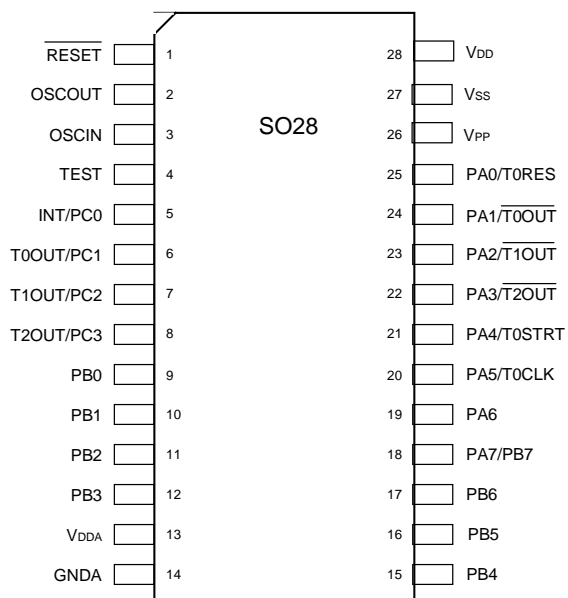 RESET 1 28 VDD
OSCOUT 2 27 VSS
OSCIN 3 SO28 26 VPP
TEST 4 25 PA0/T0RES
INT/PC0 5 24 PA1/T0OUT
T0OUT/PC1 6 23 PA2/T1OUT
T1OUT/PC2 7 22 PA3/T2OUT
T2OUT/PC3 8 21 PA4/T0STRT
PB0 9 20 PA5/T0CLK
PB1 10 19 PA6
PB2 11 18 PA7/PB7
PB3 12 17 PB6
VDDA 13 16 PB5
GNDA 14 15 PB4